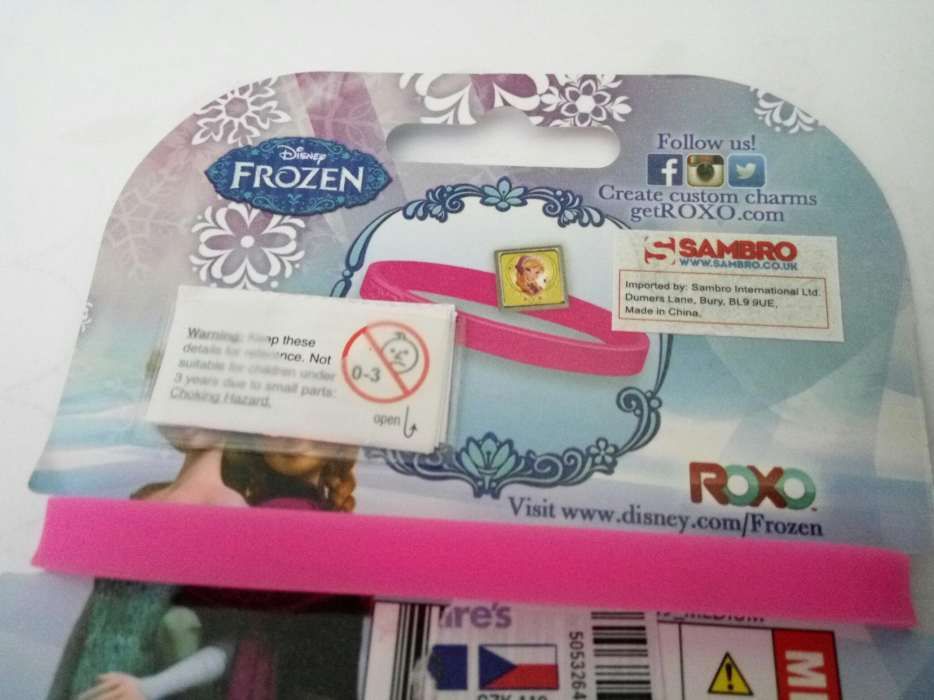 Disney
FROZEN
Follow us!
Create custom charms
getROXO.com
SAMBRO
WWW.SAMBRO.CO.UK
Imported by: Sambro International Ltd.
Dumers Lane, Bury, BL9 9UE,
Made in China.
Warning: Keep these
details for reference. Not
suitable for children under
3 years due to small parts:
Choking Hazard.
0-3
open
ROXO
Visit www.disney.com/Frozen
ire's
5053264
M